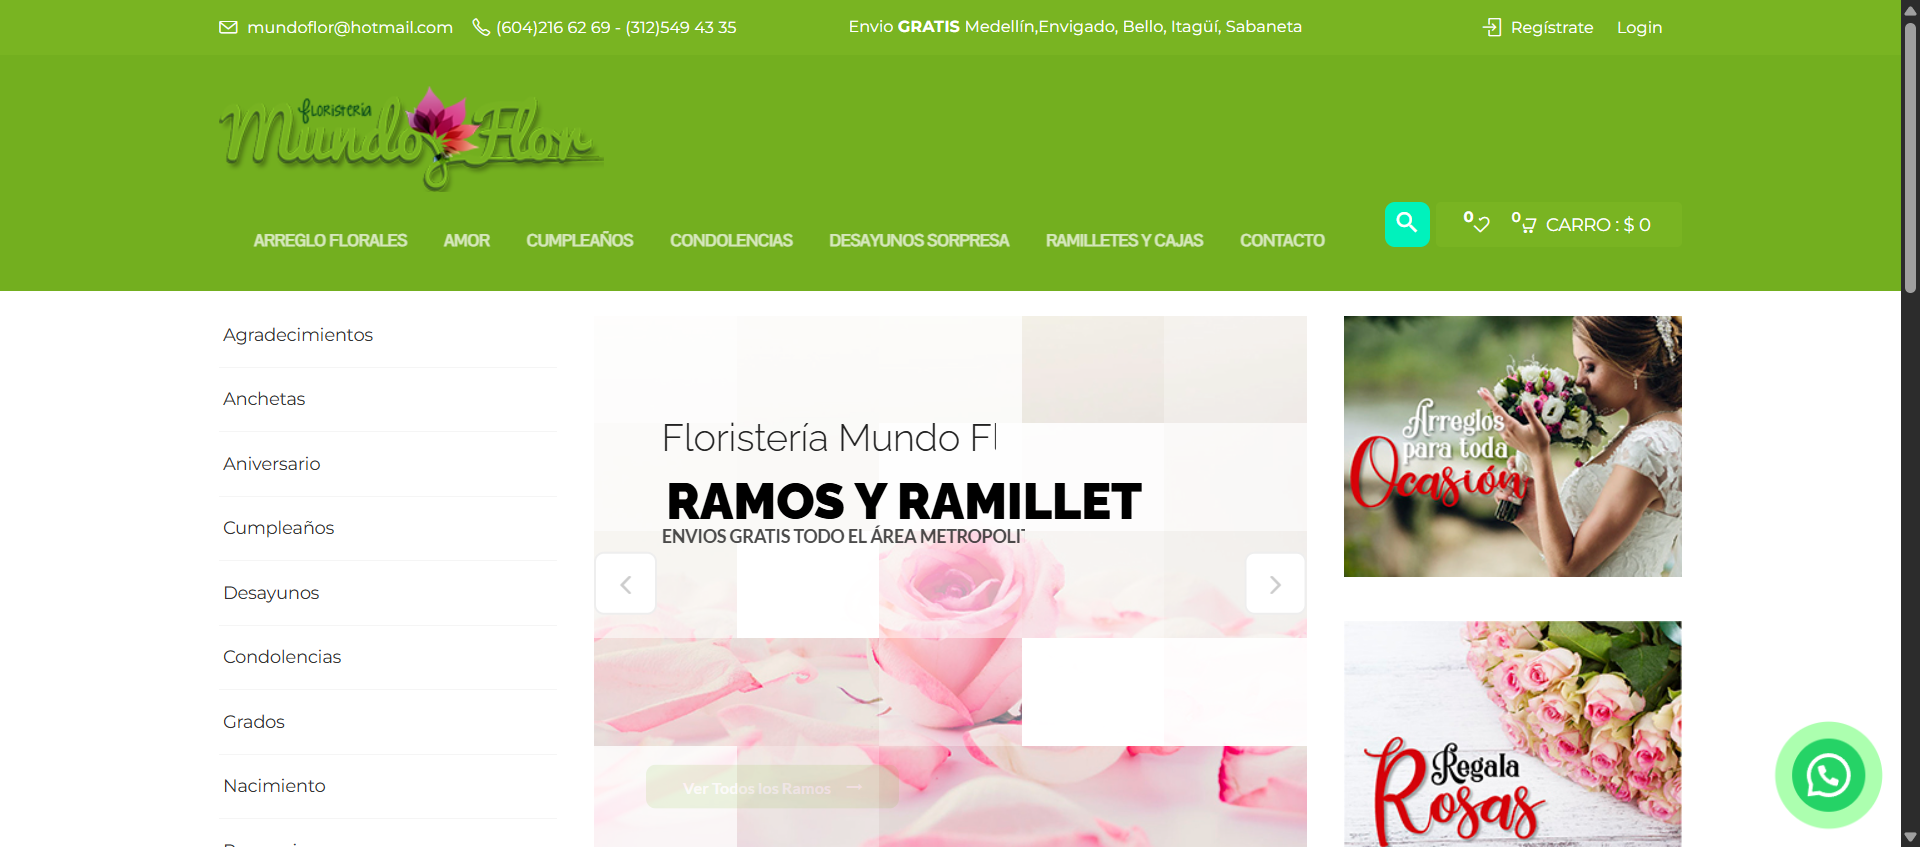 mundoflor@hotmail.com
(604)216 62 69 - (312)549 43 35
Envio GRATIS Medellín,Envigado, Bello, Itagüí, Sabaneta
Regístrate
Login
floristería
Mundo Flor
ARREGLO FLORALES
AMOR
CUMPLEAÑOS
CONDOLENCIAS
DESAYUNOS SORPRESA
RAMILLETES Y CAJAS
CONTACTO
0
0
CARRO : $ 0
Agradecimientos
Anchetas
Aniversario
Cumpleaños
Desayunos
Condolencias
Grados
Nacimiento
Floristería Mundo Fl
RAMOS Y RAMILLET
ENVIOS GRATIS TODO EL ÁREA METROPOLIT
Ver Todos los Ramos
Arreglos
para toda
Ocasión
Regala
Rosas